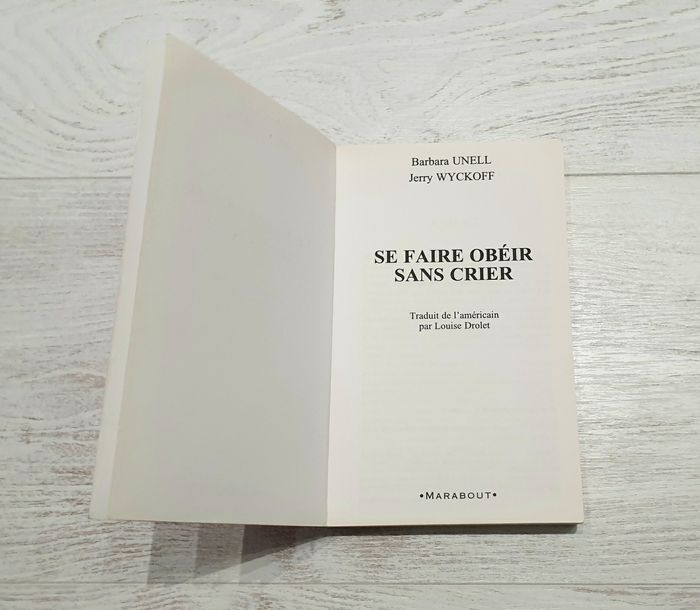 Barbara UNELL
Jerry WYCKOFF
SE FAIRE OBÉIR
SANS CRIER
Traduit de l'américain
par Louise Drolet
•MARABOUT•